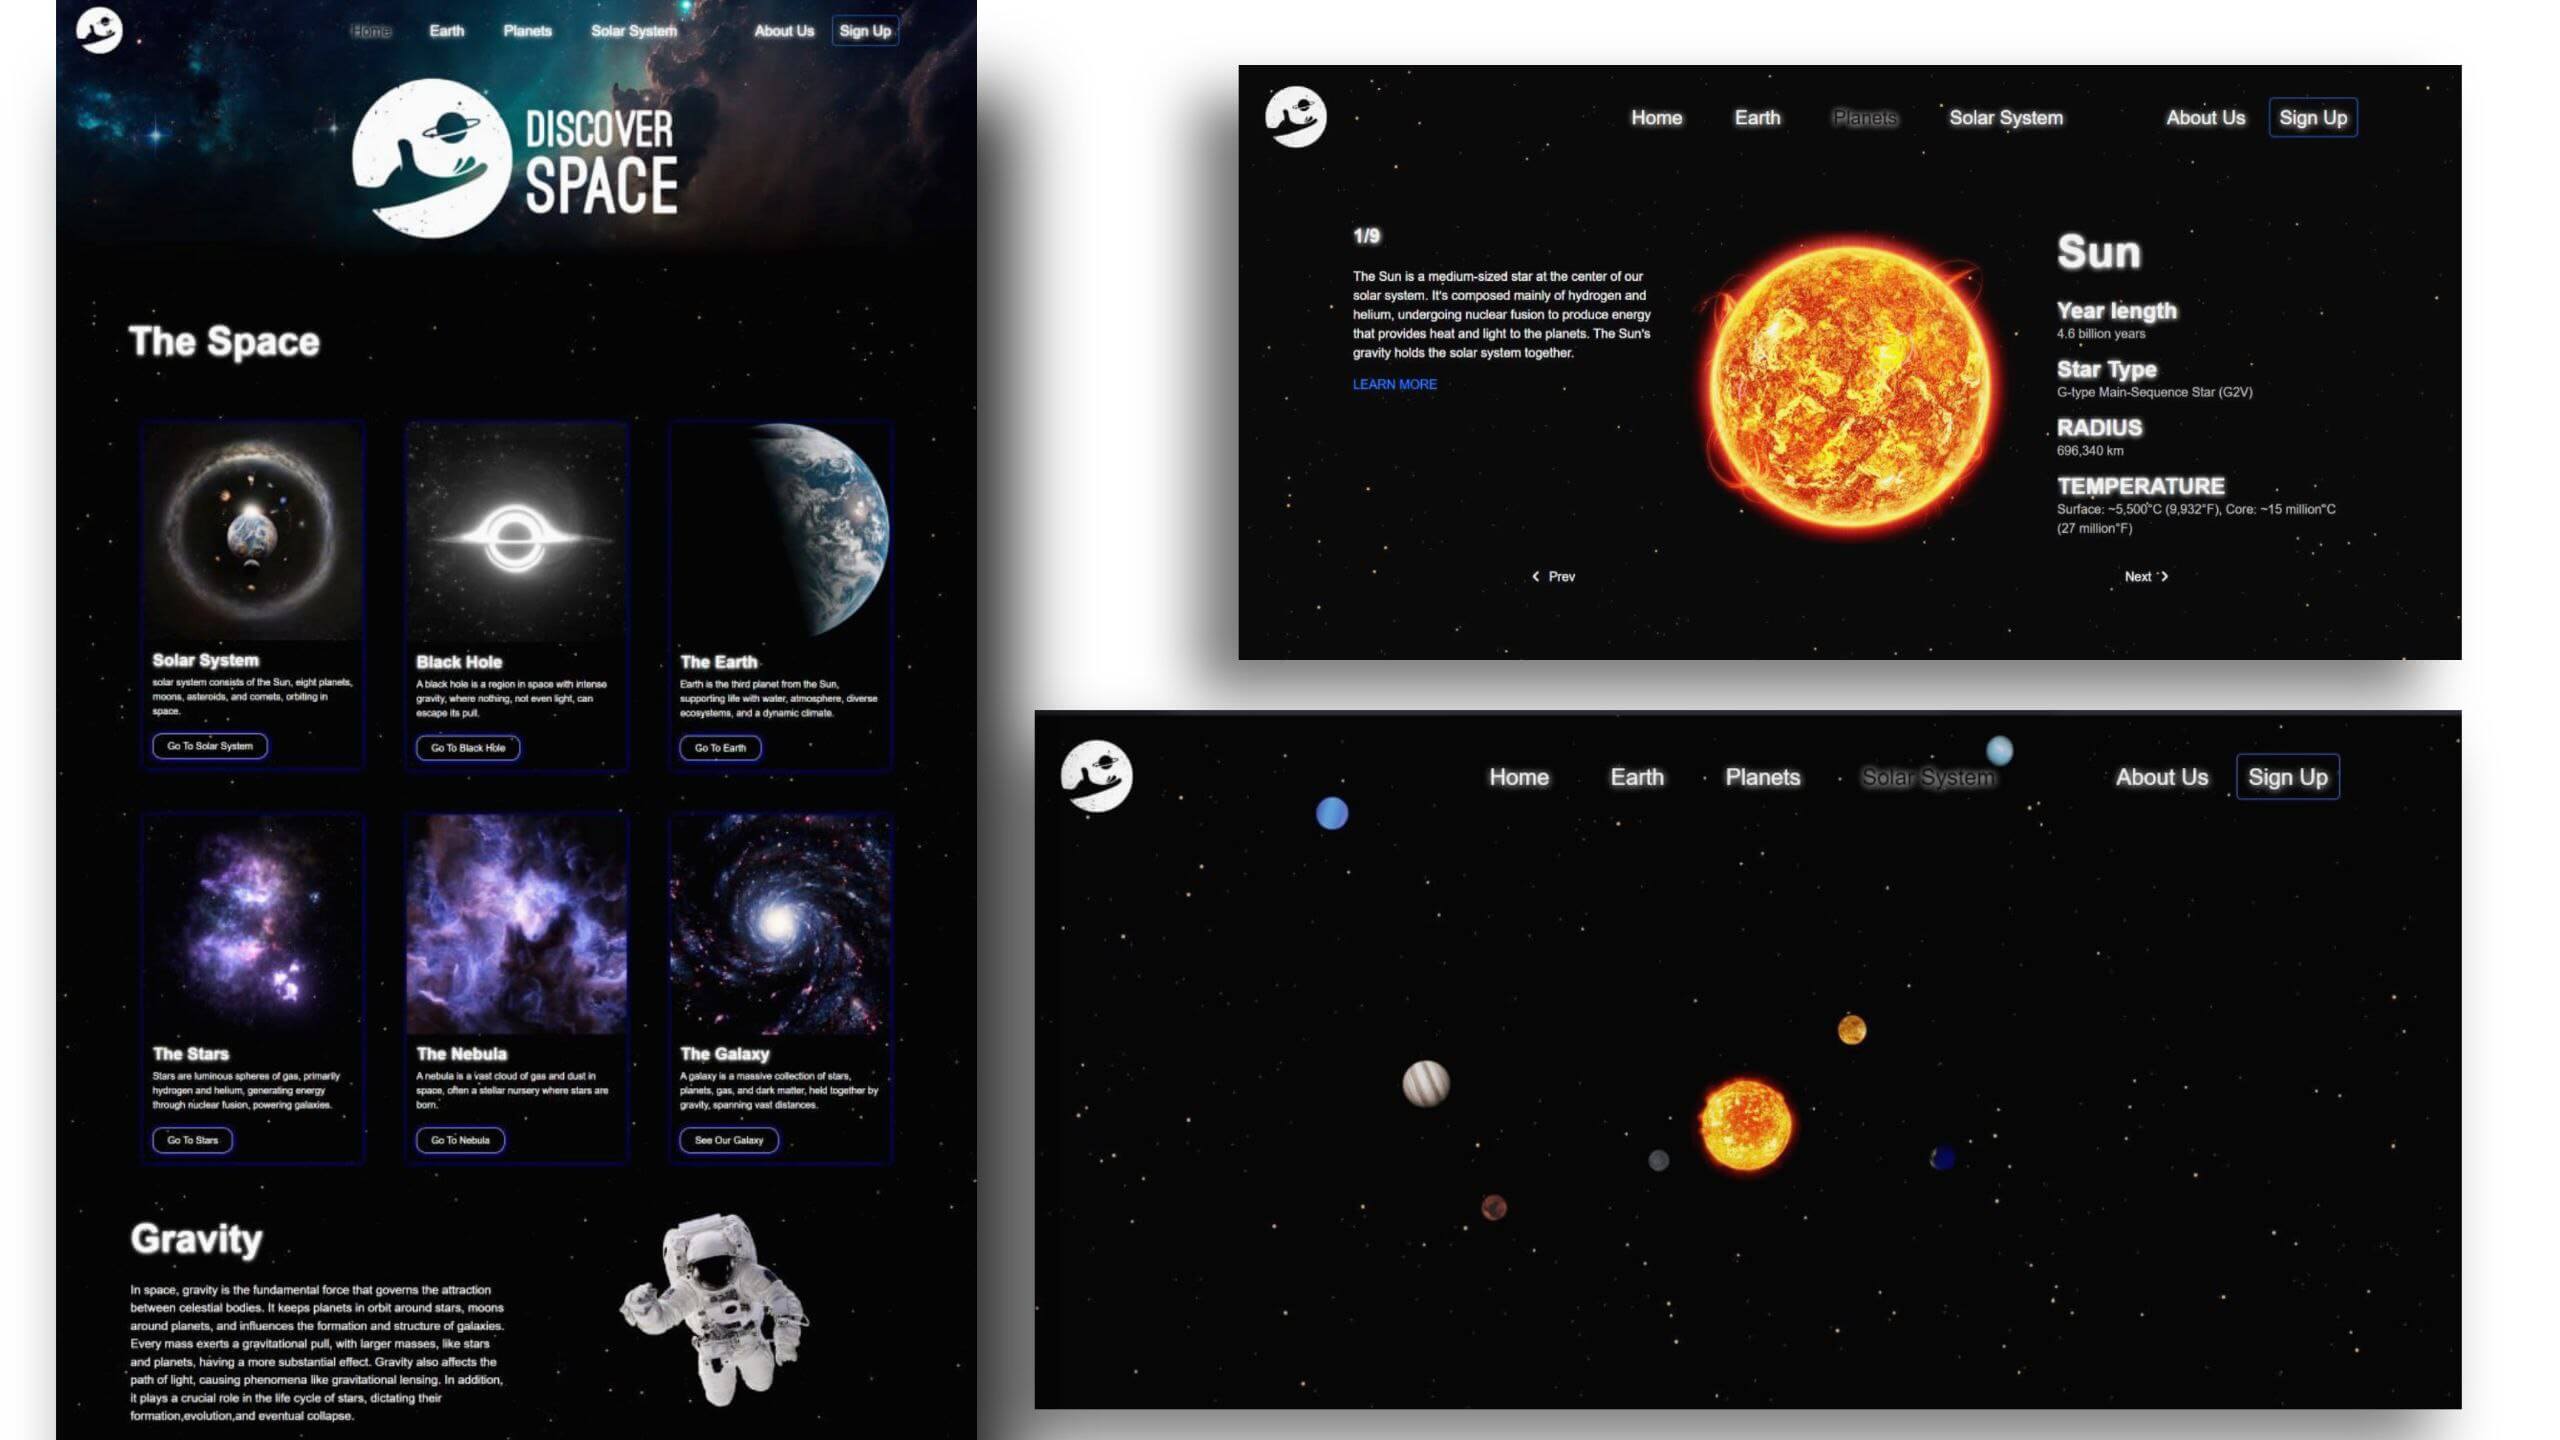 Home Earth Planets Solar System About Us Sign Up
DISCOVER
SPACE
The Space
Solar System
solar system consists of the Sun, eight planets,
moons, asteroids, and comets, orbiting in
space.
Go To Solar System
Black Hole
A black hole is a region in space with intense
gravity, where nothing, not even light, can
escape its pull.
Go To Black Hole
The Earth
Earth is the third planet from the Sun,
supporting life with water, atmosphere, diverse
ecosystems, and a dynamic climate.
Go To Earth
The Stars
Stars are luminous spheres of gas, primarily
hydrogen and helium, generating energy
through nuclear fusion, powering galaxies.
Go To Stars
The Nebula
A nebula is a vast cloud of gas and dust in
space, often a stellar nursery where stars are
born.
Go To Nebula
The Galaxy
A galaxy is a massive collection of stars,
planets, gas, and dark matter, held together by
gravity, spanning vast distances.
See Our Galaxy
Gravity
In space, gravity is the fundamental force that governs the attraction
between celestial bodies. It keeps planets in orbit around stars, moons
around planets, and influences the formation and structure of galaxies.
Every mass exerts a gravitational pull, with larger masses, like stars
and planets, having a more substantial effect. Gravity also affects the
path of light, causing phenomena like gravitational lensing. In addition,
it plays a crucial role in the life cycle of stars, dictating their
formation,evolution,and eventual collapse.
Home Earth Planets Solar System About Us Sign Up
1/9
The Sun is a medium-sized star at the center of our
solar system. It's composed mainly of hydrogen and
helium, undergoing nuclear fusion to produce energy
that provides heat and light to the planets. The Sun's
gravity holds the solar system together.
LEARN MORE
Sun
Year length
4.6 billion years
Star Type
G-type Main-Sequence Star (G2V)
RADIUS
696,340 km
TEMPERATURE
Surface: ~5,500°C (9,932°F), Core: ~15 million°C
(27 million°F)
Prev
Next
Home Earth Planets Solar System About Us Sign Up